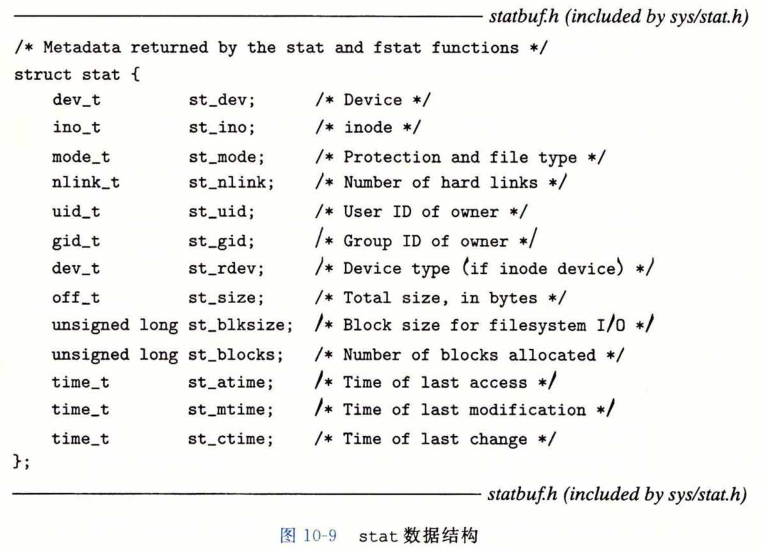 statbuf.h (included by sys/stat.h)
/* Metadata returned by the stat and fstat functions */
struct stat {
    dev_t         st_dev;      /* Device */
    ino_t         st_ino;      /* inode */
    mode_t        st_mode;     /* Protection and file type */
    nlink_t       st_nlink;    /* Number of hard links */
    uid_t         st_uid;      /* User ID of owner */
    gid_t         st_gid;      /* Group ID of owner */
    dev_t         st_rdev;     /* Device type (if inode device) */
    off_t         st_size;     /* Total size, in bytes */
    unsigned long st_blksize;  /* Block size for filesystem I/O */
    unsigned long st_blocks;   /* Number of blocks allocated */
    time_t        st_atime;    /* Time of last access */
    time_t        st_mtime;    /* Time of last modification */
    time_t        st_ctime;    /* Time of last change */
};
statbuf.h (included by sys/stat.h)
图 10-9 stat 数据结构